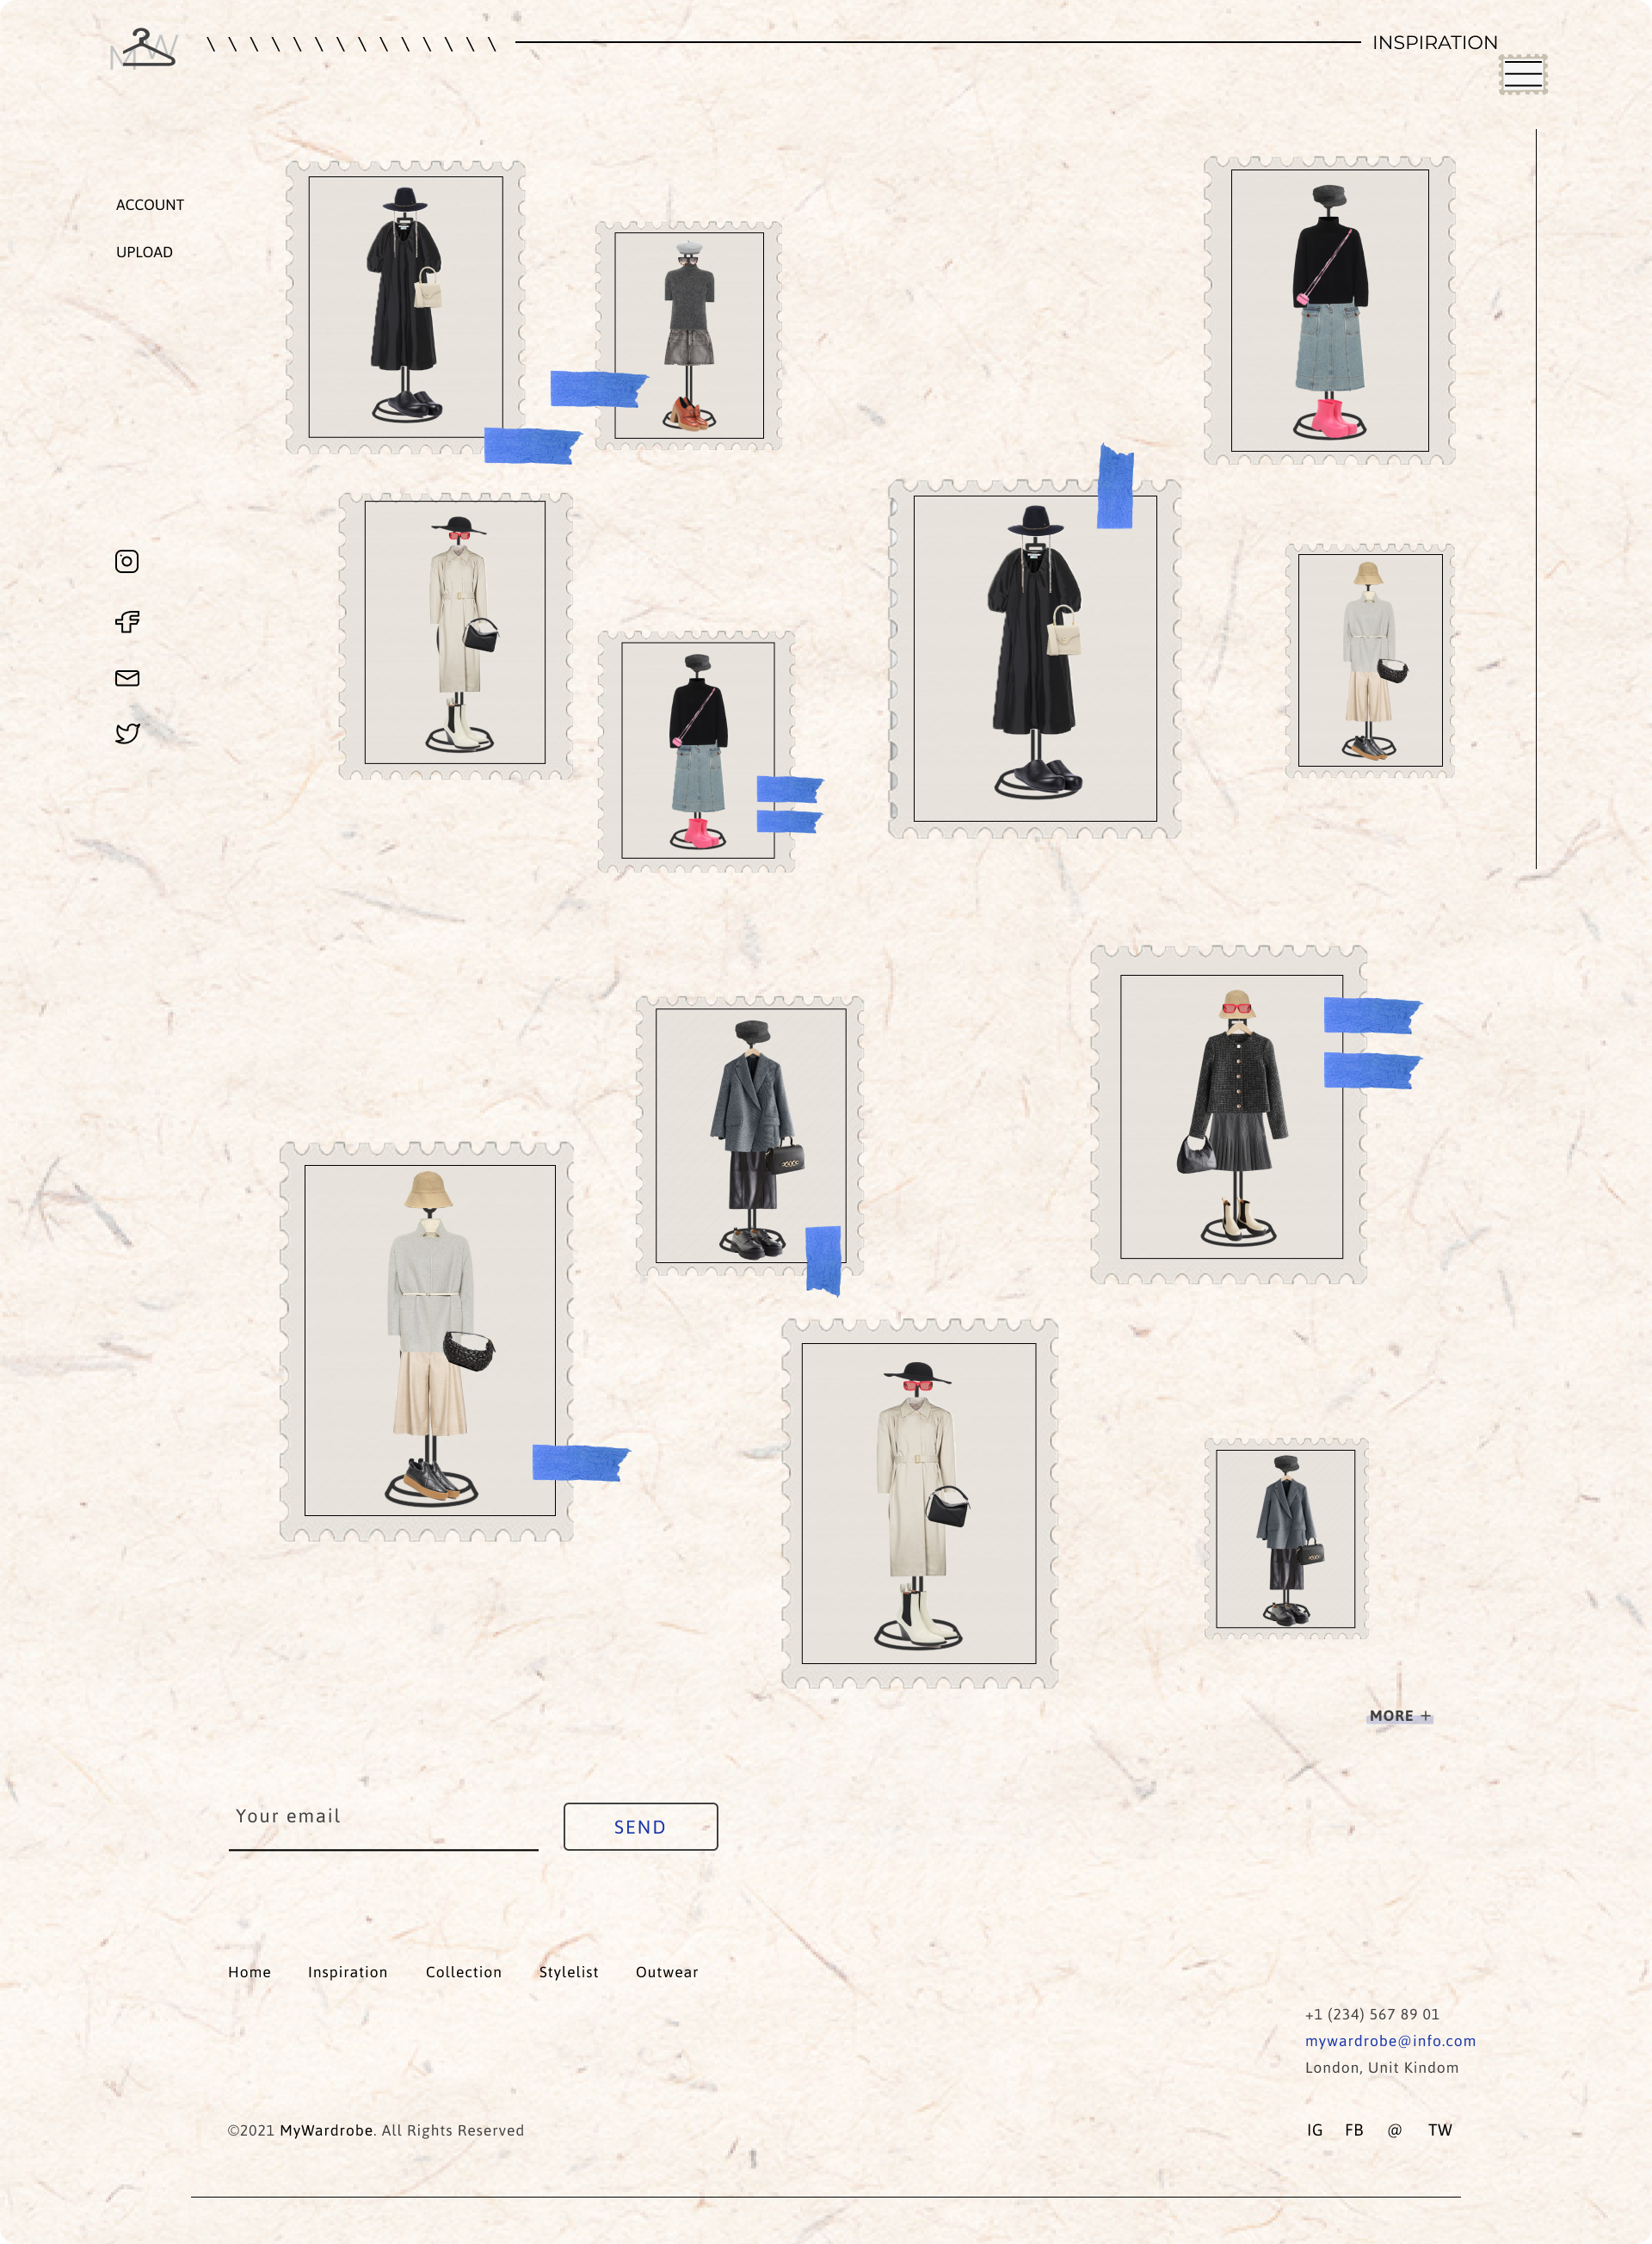 MW
\ \ \ \ \ \ \ \ \ \ \ \ \ \
INSPIRATION
ACCOUNT
UPLOAD
MORE +
Your email
SEND
Home Inspiration Collection Stylelist Outwear
+1 (234) 567 89 01
mywardrobe@info.com
London, Unit Kindom
©2021 MyWardrobe. All Rights Reserved
IG FB @ TW